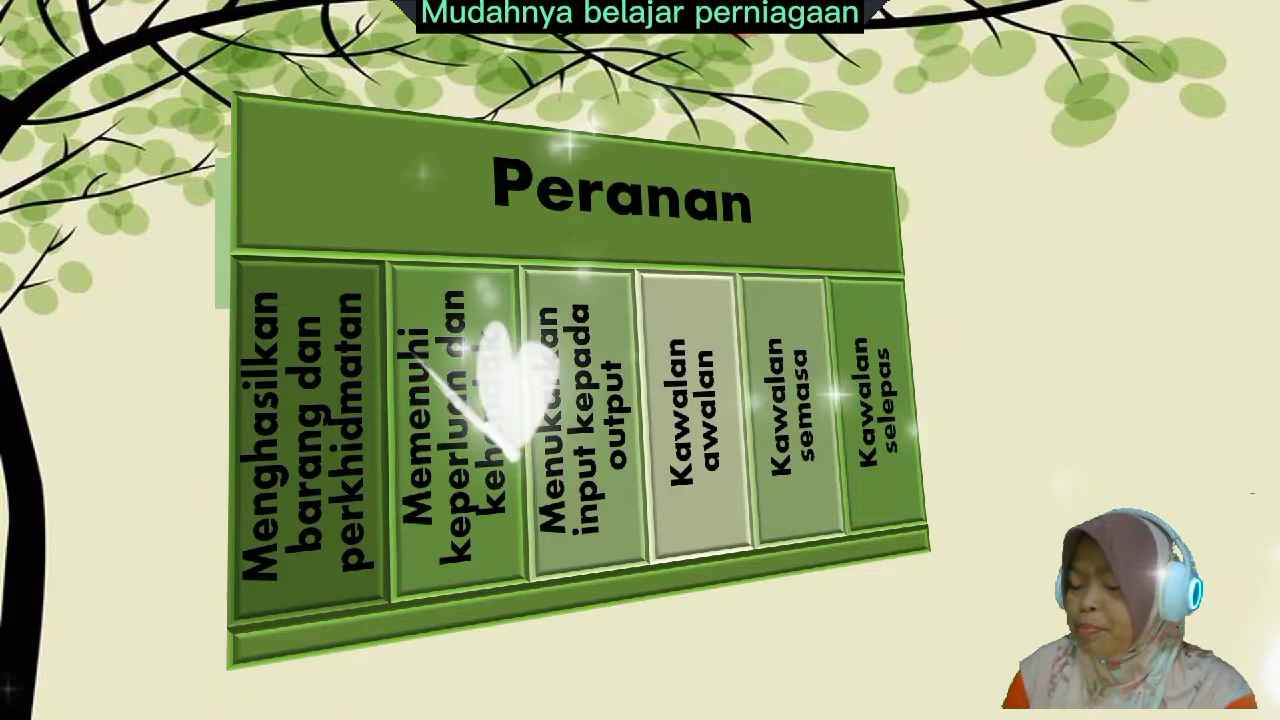 Mudahnya belajar perniagaan
Peranan
Menghasilkan
barang dan
perkhidmatan
Memenuhi
keperluan dan
Menukarkan
input kepada
output
Kawalan
awalan
Kawalan
semasa
Kawalan
selepas